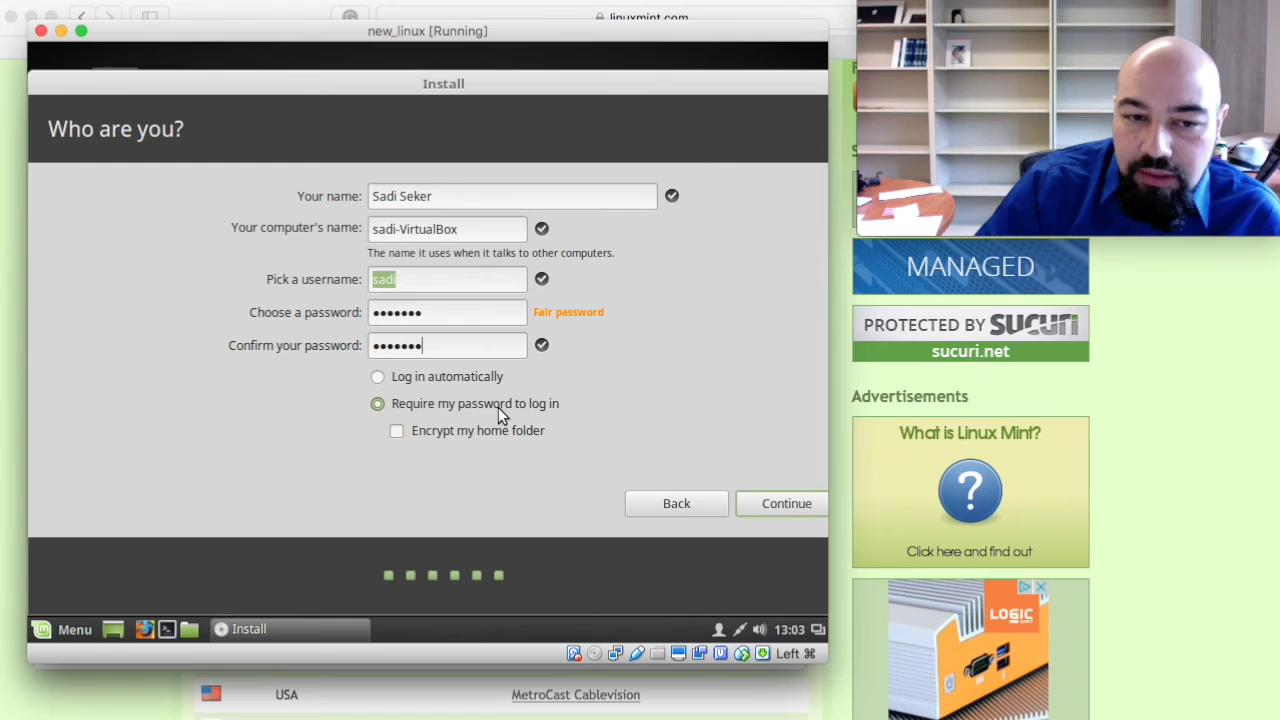 linuxmint.com
new_linux [Running]
Install
Who are you?
Your name: Sadi Seker
Your computer's name: sadi-VirtualBox
The name it uses when it talks to other computers.
Pick a username: sadi
Choose a password: ●●●●●●● Fair password
Confirm your password: ●●●●●●●
Log in automatically
Require my password to log in
Encrypt my home folder
Back
Continue
Menu
Install
13:03
Left ⌘
USA
MetroCast Cablevision
MANAGED
PROTECTED BY SUCURI
sucuri.net
Advertisements
What is Linux Mint?
?
Click here and find out
LOGIC